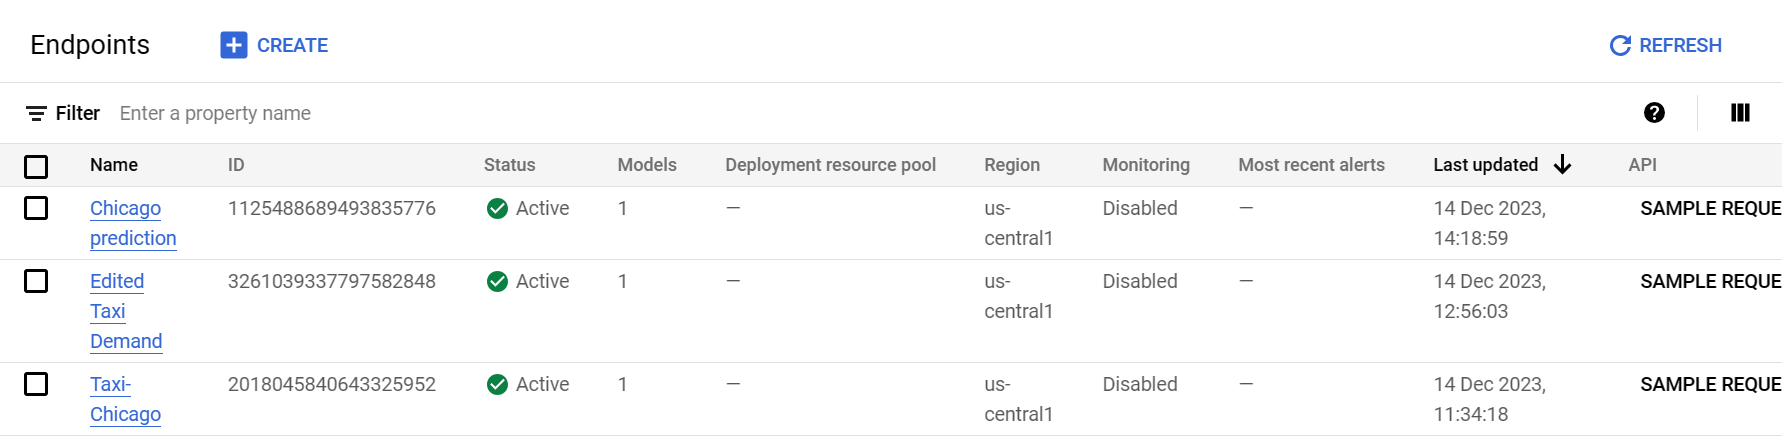 Endpoints CREATE REFRESH
Filter Enter a property name
Name ID Status Models Deployment resource pool Region Monitoring Most recent alerts Last updated API
Chicago 1125488689493835776 Active 1 — us- Disabled — 14 Dec 2023, SAMPLE REQUE
prediction central1 14:18:59
Edited 3261039337797582848 Active 1 — us- Disabled — 14 Dec 2023, SAMPLE REQUE
Taxi central1 12:56:03
Demand
Taxi- 2018045840643325952 Active 1 — us- Disabled — 14 Dec 2023, SAMPLE REQUE
Chicago central1 11:34:18